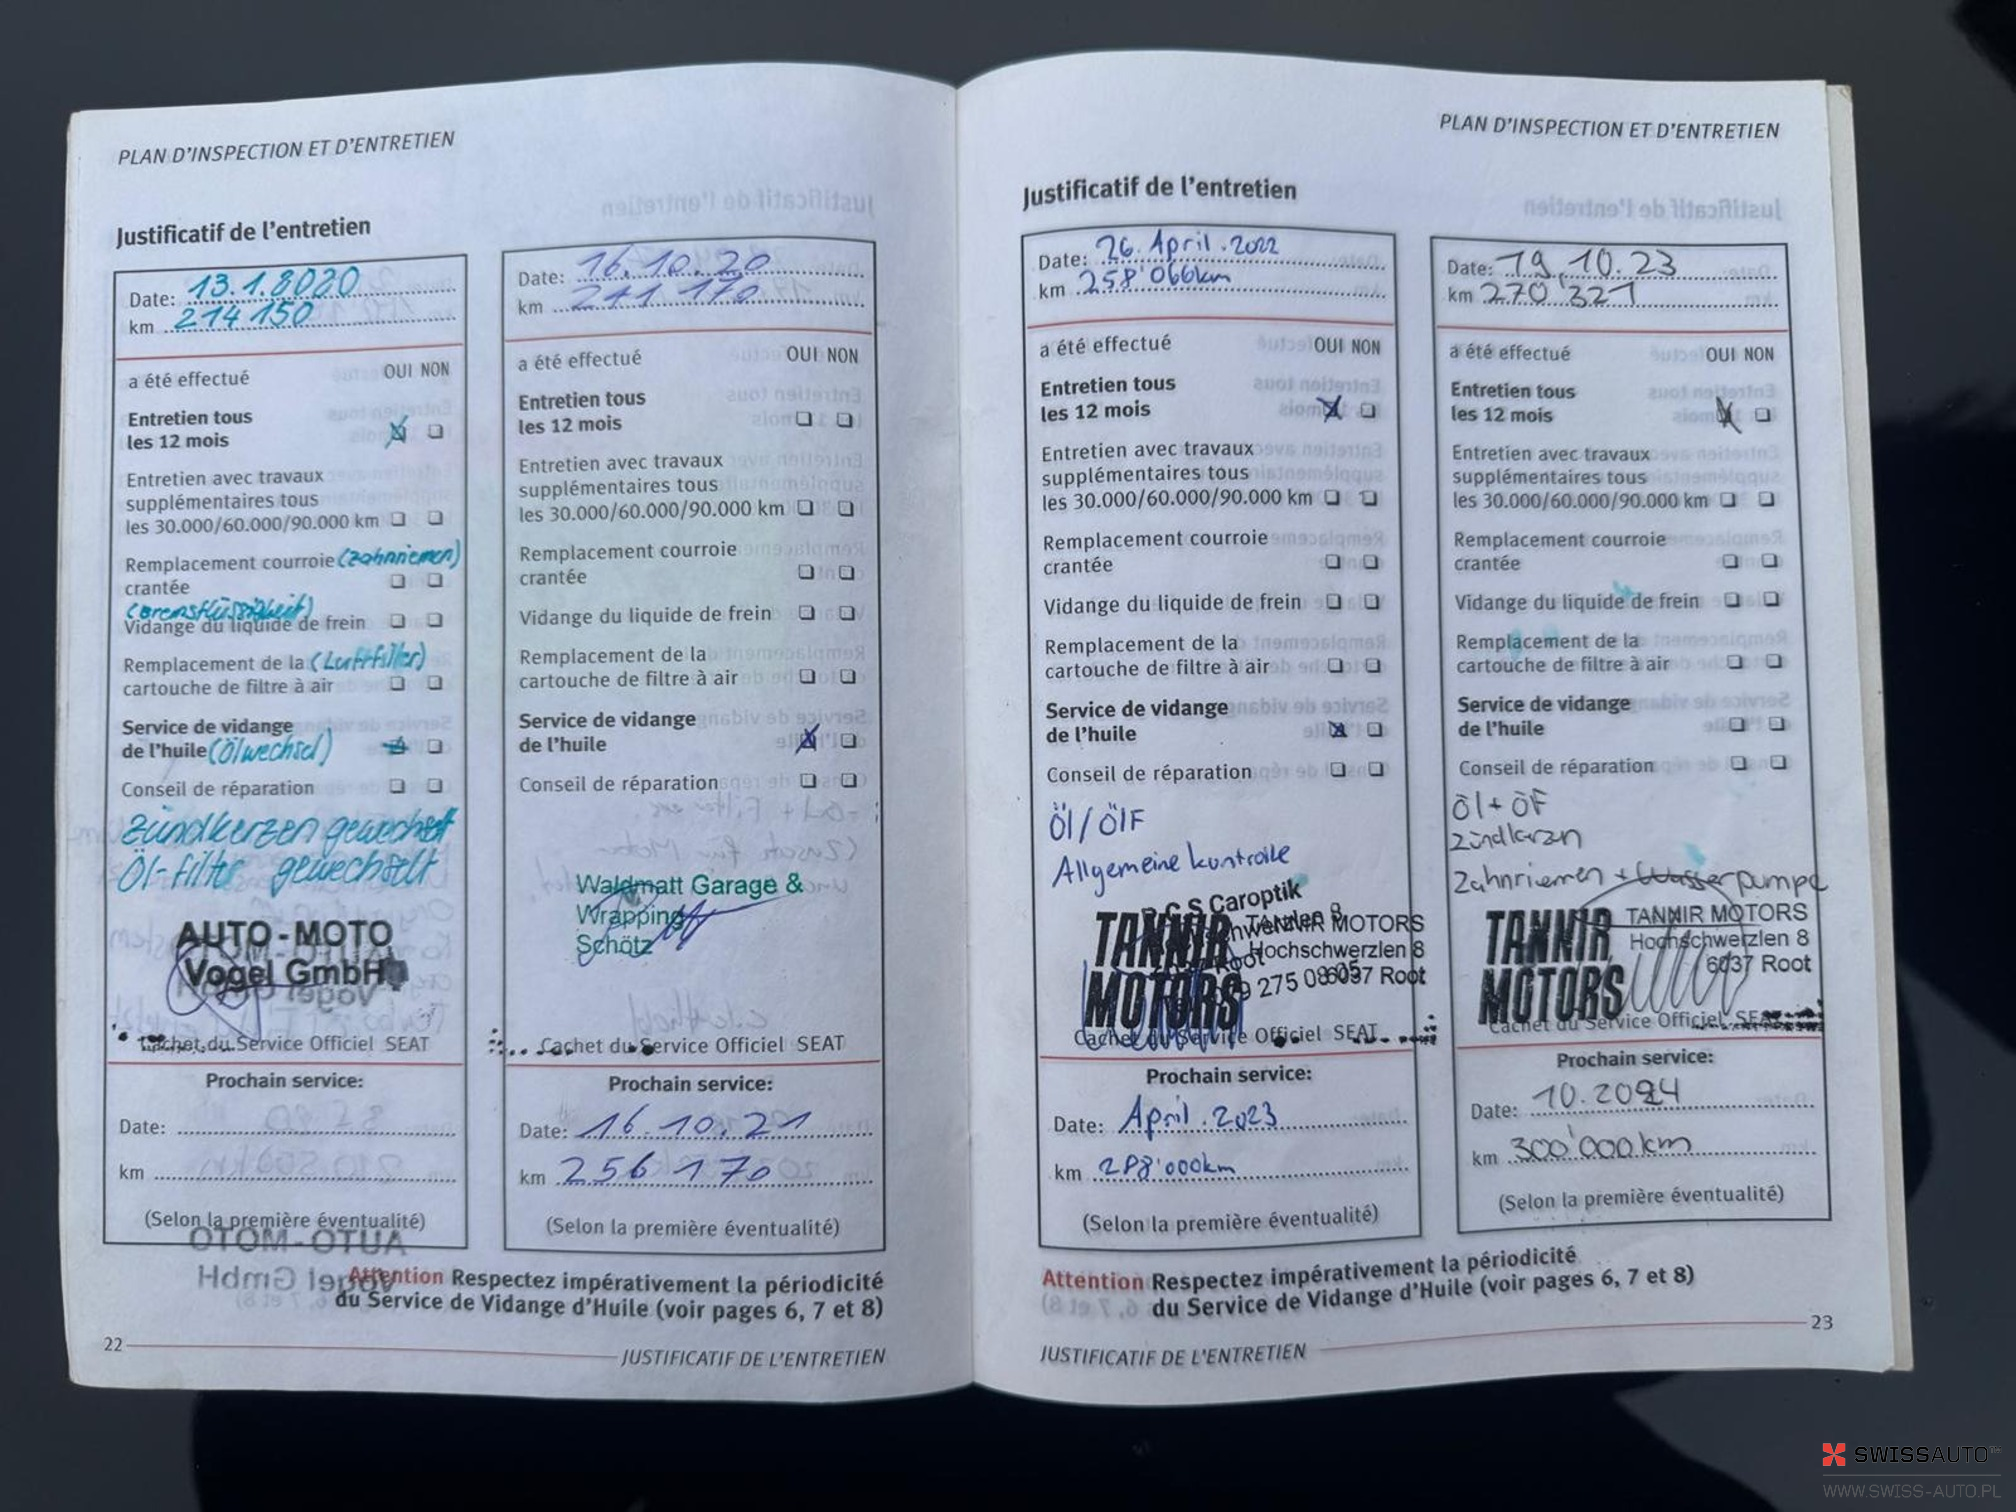 PLAN D'INSPECTION ET D'ENTRETIEN
Justificatif de l'entretien
Date: 13.1.2020
km 214 150
a été effectué OUI NON
Entretien tous
les 12 mois
Entretien avec travaux
supplémentaires tous
les 30.000/60.000/90.000 km
Remplacement courroie (Zahnriemen)
crantée
(Bremsflüssigkeit)
Vidange du liquide de frein
Remplacement de la (Luftfilter)
cartouche de filtre à air
Service de vidange
de l'huile (Ölwechsel)
Conseil de réparation
Zündkerzen gewechselt
Öl-Filter gewechselt
AUTO-MOTO
Vogel GmbH
Cachet du Service Officiel SEAT
Prochain service:
Date:
km
(Selon la première éventualité)
Date: 16.10.20
km 241 170
a été effectué OUI NON
Entretien tous
les 12 mois
Entretien avec travaux
supplémentaires tous
les 30.000/60.000/90.000 km
Remplacement courroie
crantée
Vidange du liquide de frein
Remplacement de la
cartouche de filtre à air
Service de vidange
de l'huile
Conseil de réparation
Waldmatt Garage &
Wrapping
Schötz
Cachet du Service Officiel SEAT
Prochain service:
Date: 16.10.21
km 256 170
(Selon la première éventualité)
Attention Respectez impérativement la périodicité
du Service de Vidange d'Huile (voir pages 6, 7 et 8)
22
JUSTIFICATIF DE L'ENTRETIEN
PLAN D'INSPECTION ET D'ENTRETIEN
Justificatif de l'entretien
Date: 26. April. 2022
km 258'066km
a été effectué OUI NON
Entretien tous
les 12 mois
Entretien avec travaux
supplémentaires tous
les 30.000/60.000/90.000 km
Remplacement courroie
crantée
Vidange du liquide de frein
Remplacement de la
cartouche de filtre à air
Service de vidange
de l'huile
Conseil de réparation
Öl/ÖlF
Allgemeine kontrolle
S Caroptik
TANNIR MOTORS
TANNIR MOTORS
Hochschwerzlen 8
6037 Root
Cachet du Service Officiel SEAT
Prochain service:
Date: April. 2023
km 288'000km
(Selon la première éventualité)
Date: 19.10.23
km 270'321
a été effectué OUI NON
Entretien tous
les 12 mois
Entretien avec travaux
supplémentaires tous
les 30.000/60.000/90.000 km
Remplacement courroie
crantée
Vidange du liquide de frein
Remplacement de la
cartouche de filtre à air
Service de vidange
de l'huile
Conseil de réparation
Öl + ÖF
Zündkerzen
Zahnriemen + Wasserpumpe
TANNIR MOTORS
TANNIR MOTORS
Hochschwerzlen 8
6037 Root
Cachet du Service Officiel SEAT
Prochain service:
Date: 10.2024
km 300'000km
(Selon la première éventualité)
Attention Respectez impérativement la périodicité
du Service de Vidange d'Huile (voir pages 6, 7 et 8)
23
JUSTIFICATIF DE L'ENTRETIEN
SWISSAUTO
WWW.SWISS-AUTO.PL